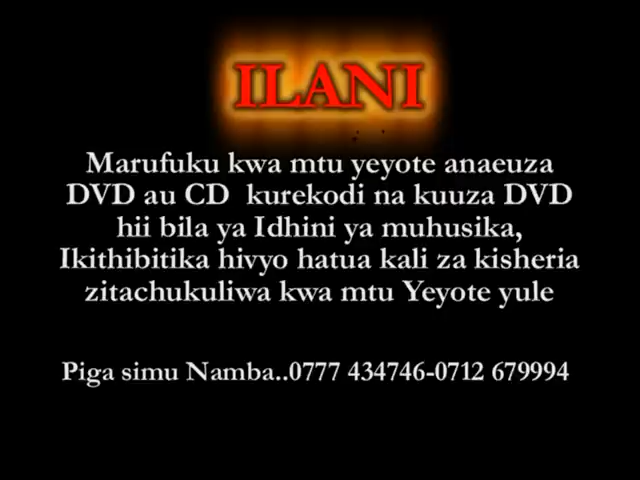 ILANI
Marufuku kwa mtu yeyote anaeuza
DVD au CD kurekodi na kuuza DVD
hii bila ya Idhini ya muhusika,
Ikithibitika hivyo hatua kali za kisheria
zitachukuliwa kwa mtu Yeyote yule
Piga simu Namba..0777 434746-0712 679994